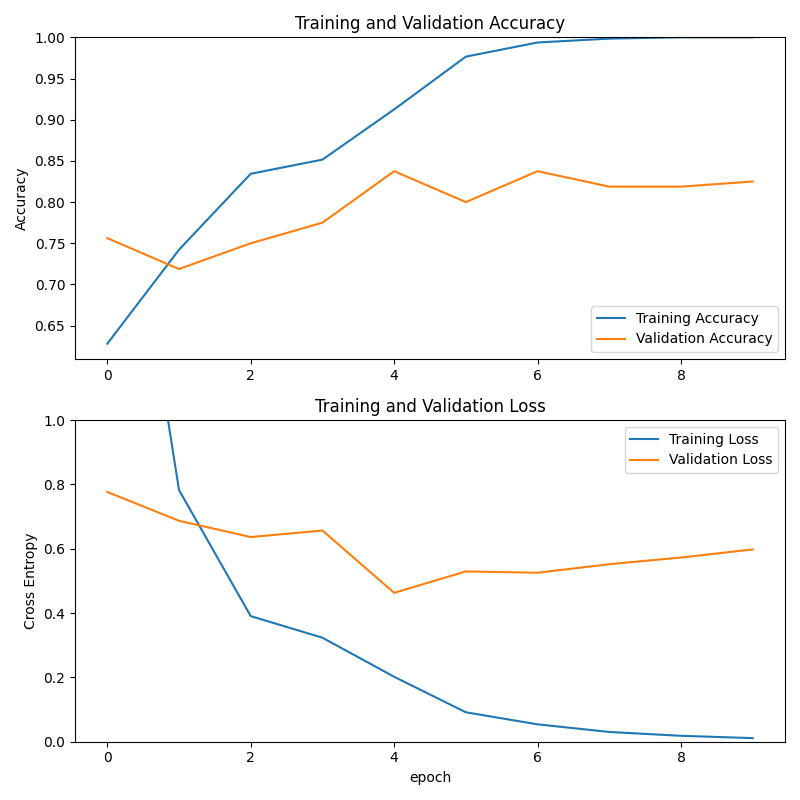 Training and Validation Accuracy
1.00
0.95
0.90
0.85
0.80
0.75
0.70
0.65
Accuracy
Training Accuracy
Validation Accuracy
0
2
4
6
8
Training and Validation Loss
1.0
0.8
0.6
0.4
0.2
0.0
Cross Entropy
Training Loss
Validation Loss
0
2
4
6
8
epoch